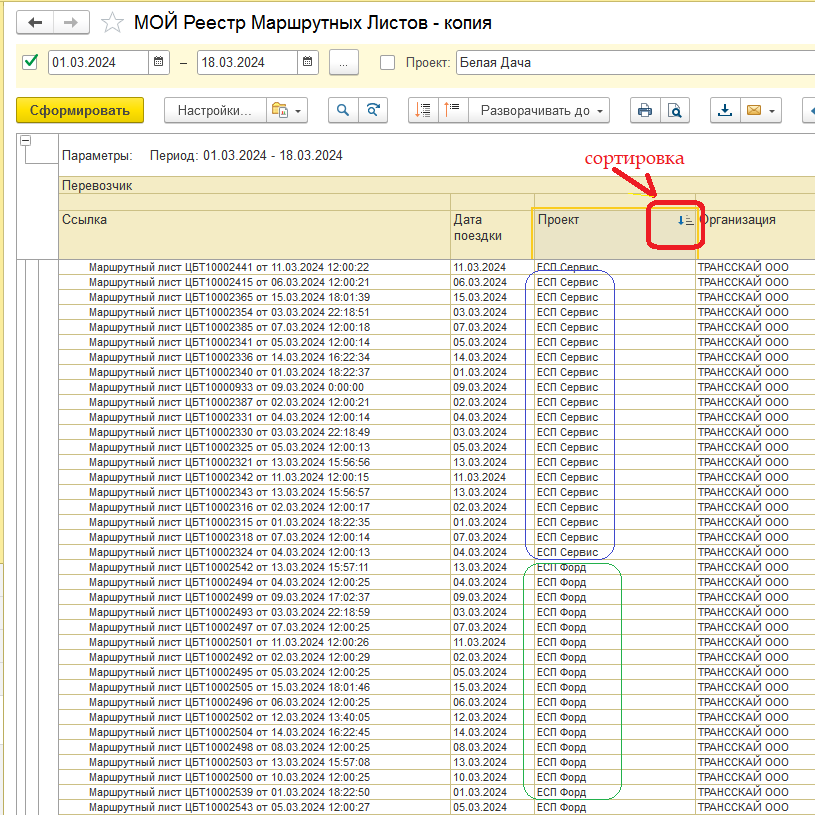 МОЙ Реестр Маршрутных Листов - копия
01.03.2024 – 18.03.2024 ... Проект: Белая Дача
Сформировать Настройки... Разворачивать до
Параметры: Период: 01.03.2024 - 18.03.2024
сортировка
Перевозчик
Ссылка Дата поездки Проект Организация
Маршрутный лист ЦБТ10002441 от 11.03.2024 12:00:22 11.03.2024 ЕСП Сервис ТРАНССКАЙ ООО
Маршрутный лист ЦБТ10002415 от 06.03.2024 12:00:21 06.03.2024 ЕСП Сервис ТРАНССКАЙ ООО
Маршрутный лист ЦБТ10002365 от 15.03.2024 18:01:39 15.03.2024 ЕСП Сервис ТРАНССКАЙ ООО
Маршрутный лист ЦБТ10002354 от 03.03.2024 22:18:51 03.03.2024 ЕСП Сервис ТРАНССКАЙ ООО
Маршрутный лист ЦБТ10002385 от 07.03.2024 12:00:18 07.03.2024 ЕСП Сервис ТРАНССКАЙ ООО
Маршрутный лист ЦБТ10002341 от 05.03.2024 12:00:14 05.03.2024 ЕСП Сервис ТРАНССКАЙ ООО
Маршрутный лист ЦБТ10002336 от 14.03.2024 16:22:34 14.03.2024 ЕСП Сервис ТРАНССКАЙ ООО
Маршрутный лист ЦБТ10002340 от 01.03.2024 18:22:37 01.03.2024 ЕСП Сервис ТРАНССКАЙ ООО
Маршрутный лист ЦБТ10000933 от 09.03.2024 0:00:00 09.03.2024 ЕСП Сервис ТРАНССКАЙ ООО
Маршрутный лист ЦБТ10002387 от 02.03.2024 12:00:21 02.03.2024 ЕСП Сервис ТРАНССКАЙ ООО
Маршрутный лист ЦБТ10002331 от 04.03.2024 12:00:14 04.03.2024 ЕСП Сервис ТРАНССКАЙ ООО
Маршрутный лист ЦБТ10002330 от 03.03.2024 22:18:49 03.03.2024 ЕСП Сервис ТРАНССКАЙ ООО
Маршрутный лист ЦБТ10002325 от 05.03.2024 12:00:13 05.03.2024 ЕСП Сервис ТРАНССКАЙ ООО
Маршрутный лист ЦБТ10002321 от 13.03.2024 15:56:56 13.03.2024 ЕСП Сервис ТРАНССКАЙ ООО
Маршрутный лист ЦБТ10002342 от 11.03.2024 12:00:15 11.03.2024 ЕСП Сервис ТРАНССКАЙ ООО
Маршрутный лист ЦБТ10002343 от 13.03.2024 15:56:57 13.03.2024 ЕСП Сервис ТРАНССКАЙ ООО
Маршрутный лист ЦБТ10002316 от 02.03.2024 12:00:17 02.03.2024 ЕСП Сервис ТРАНССКАЙ ООО
Маршрутный лист ЦБТ10002315 от 01.03.2024 18:22:35 01.03.2024 ЕСП Сервис ТРАНССКАЙ ООО
Маршрутный лист ЦБТ10002318 от 07.03.2024 12:00:14 07.03.2024 ЕСП Сервис ТРАНССКАЙ ООО
Маршрутный лист ЦБТ10002324 от 04.03.2024 12:00:13 04.03.2024 ЕСП Сервис ТРАНССКАЙ ООО
Маршрутный лист ЦБТ10002542 от 13.03.2024 15:57:11 13.03.2024 ЕСП Форд ТРАНССКАЙ ООО
Маршрутный лист ЦБТ10002494 от 04.03.2024 12:00:25 04.03.2024 ЕСП Форд ТРАНССКАЙ ООО
Маршрутный лист ЦБТ10002499 от 09.03.2024 17:02:37 09.03.2024 ЕСП Форд ТРАНССКАЙ ООО
Маршрутный лист ЦБТ10002493 от 03.03.2024 22:18:59 03.03.2024 ЕСП Форд ТРАНССКАЙ ООО
Маршрутный лист ЦБТ10002497 от 07.03.2024 12:00:25 07.03.2024 ЕСП Форд ТРАНССКАЙ ООО
Маршрутный лист ЦБТ10002501 от 11.03.2024 12:00:26 11.03.2024 ЕСП Форд ТРАНССКАЙ ООО
Маршрутный лист ЦБТ10002492 от 02.03.2024 12:00:29 02.03.2024 ЕСП Форд ТРАНССКАЙ ООО
Маршрутный лист ЦБТ10002495 от 05.03.2024 12:00:25 05.03.2024 ЕСП Форд ТРАНССКАЙ ООО
Маршрутный лист ЦБТ10002505 от 15.03.2024 18:01:46 15.03.2024 ЕСП Форд ТРАНССКАЙ ООО
Маршрутный лист ЦБТ10002496 от 06.03.2024 12:00:25 06.03.2024 ЕСП Форд ТРАНССКАЙ ООО
Маршрутный лист ЦБТ10002502 от 12.03.2024 13:40:05 12.03.2024 ЕСП Форд ТРАНССКАЙ ООО
Маршрутный лист ЦБТ10002504 от 14.03.2024 16:22:45 14.03.2024 ЕСП Форд ТРАНССКАЙ ООО
Маршрутный лист ЦБТ10002498 от 08.03.2024 12:00:25 08.03.2024 ЕСП Форд ТРАНССКАЙ ООО
Маршрутный лист ЦБТ10002503 от 13.03.2024 15:57:08 13.03.2024 ЕСП Форд ТРАНССКАЙ ООО
Маршрутный лист ЦБТ10002500 от 10.03.2024 12:00:25 10.03.2024 ЕСП Форд ТРАНССКАЙ ООО
Маршрутный лист ЦБТ10002539 от 01.03.2024 18:22:50 01.03.2024 ЕСП Форд ТРАНССКАЙ ООО
Маршрутный лист ЦБТ10002543 от 05.03.2024 12:00:27 05.03.2024 ЕСП Форд ТРАНССКАЙ ООО